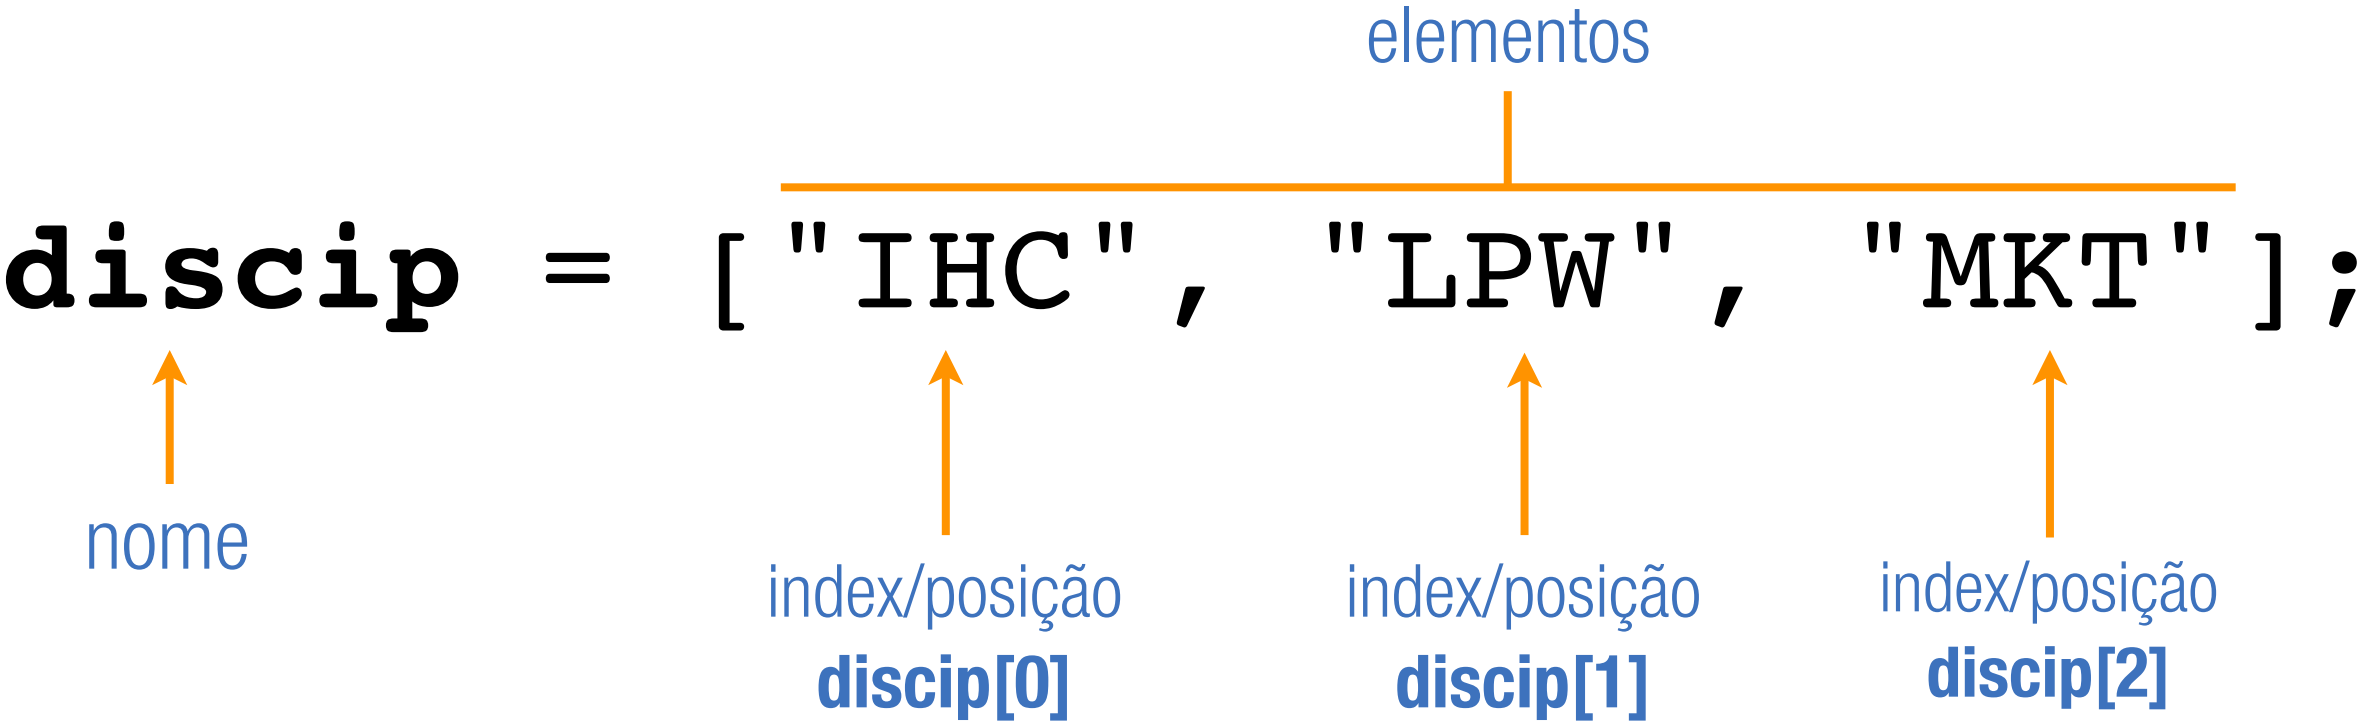 elementos
discip = ["IHC", "LPW", "MKT"];
nome
index/posição
discip[0]
index/posição
discip[1]
index/posição
discip[2]